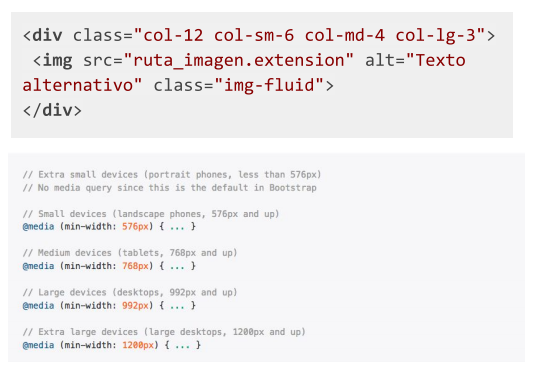 <div class="col-12 col-sm-6 col-md-4 col-lg-3">
<img src="ruta_imagen.extension" alt="Texto
alternativo" class="img-fluid">
</div>
// Extra small devices (portrait phones, less than 576px)
// No media query since this is the default in Bootstrap
// Small devices (landscape phones, 576px and up)
@media (min-width: 576px) { ... }
// Medium devices (tablets, 768px and up)
@media (min-width: 768px) { ... }
// Large devices (desktops, 992px and up)
@media (min-width: 992px) { ... }
// Extra large devices (large desktops, 1200px and up)
@media (min-width: 1200px) { ... }